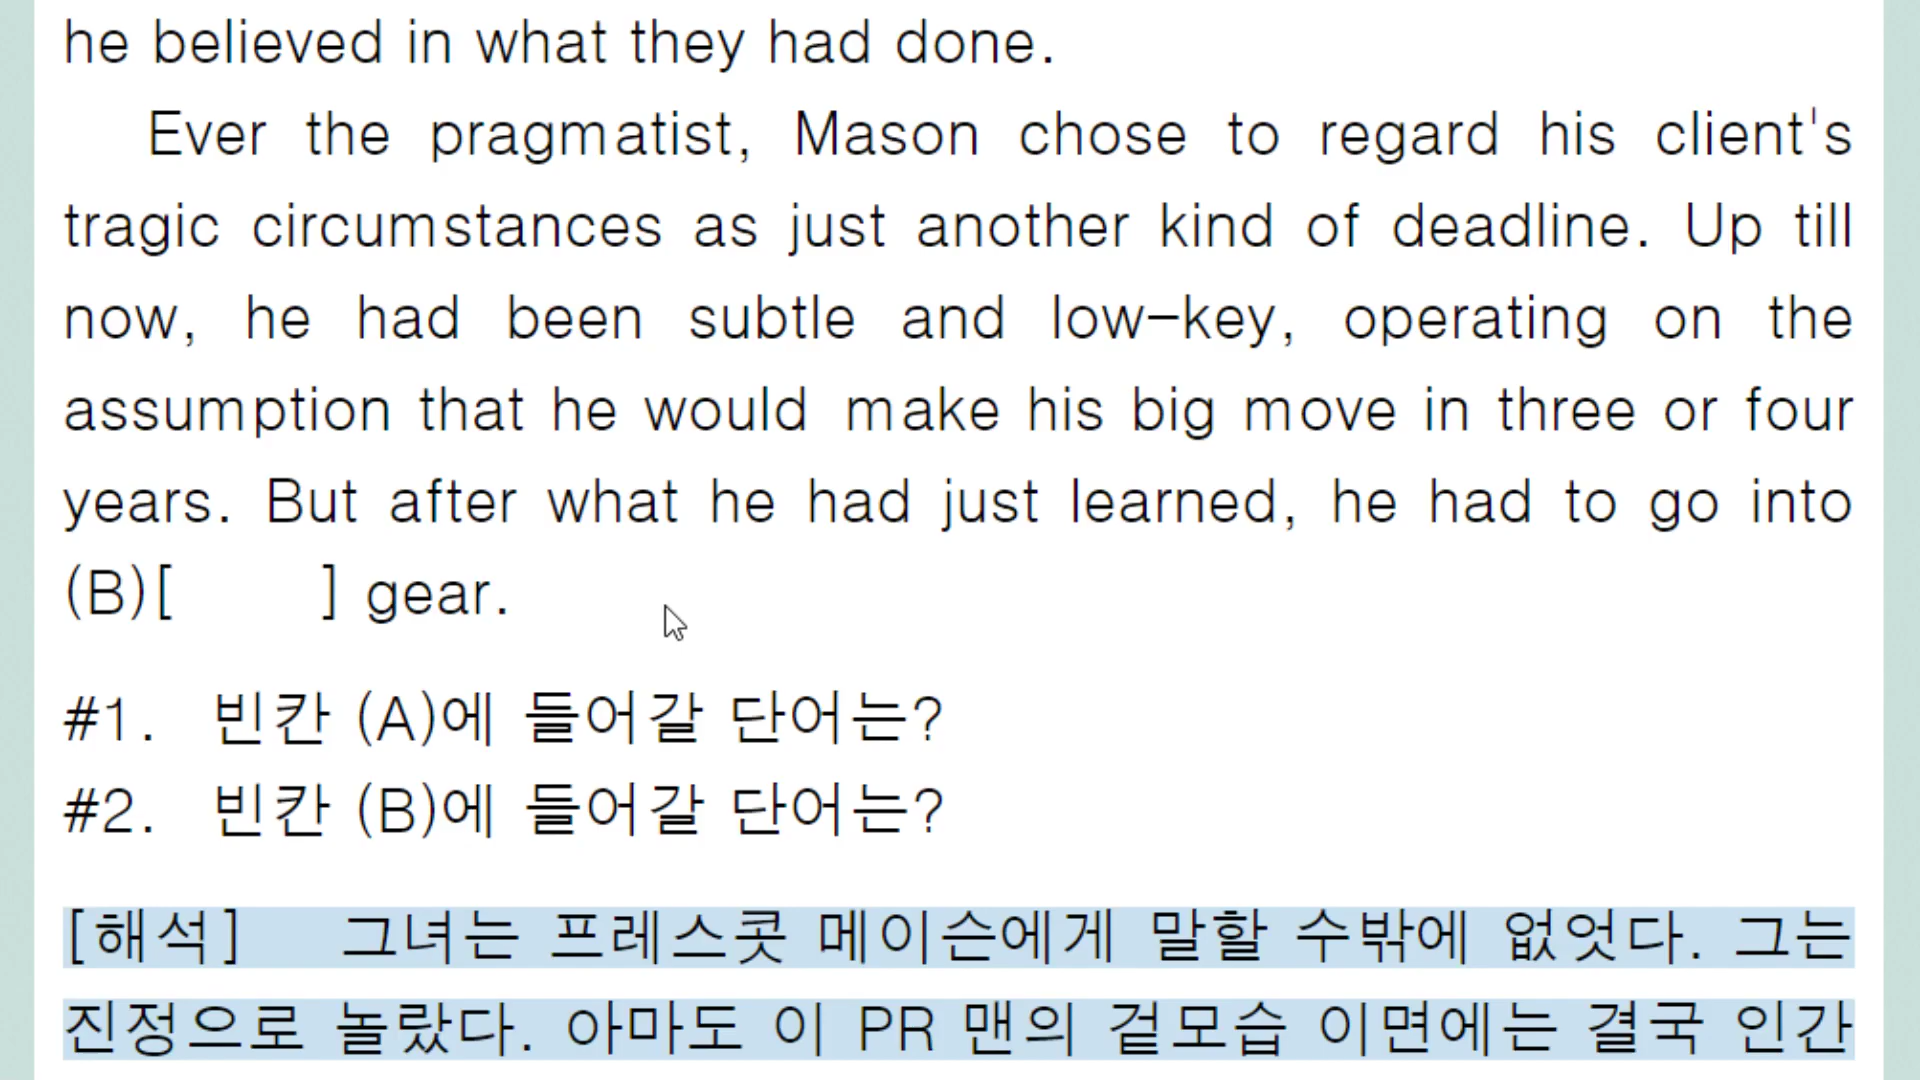 he believed in what they had done.
Ever the pragmatist, Mason chose to regard his client's
tragic circumstances as just another kind of deadline. Up till
now, he had been subtle and low-key, operating on the
assumption that he would make his big move in three or four
years. But after what he had just learned, he had to go into
(B)[ ] gear.
#1. 빈칸 (A)에 들어갈 단어는?
#2. 빈칸 (B)에 들어갈 단어는?
[해석] 그녀는 프레스콧 메이슨에게 말할 수밖에 없엇다. 그는
진정으로 놀랐다. 아마도 이 PR 맨의 겉모습 이면에는 결국 인간